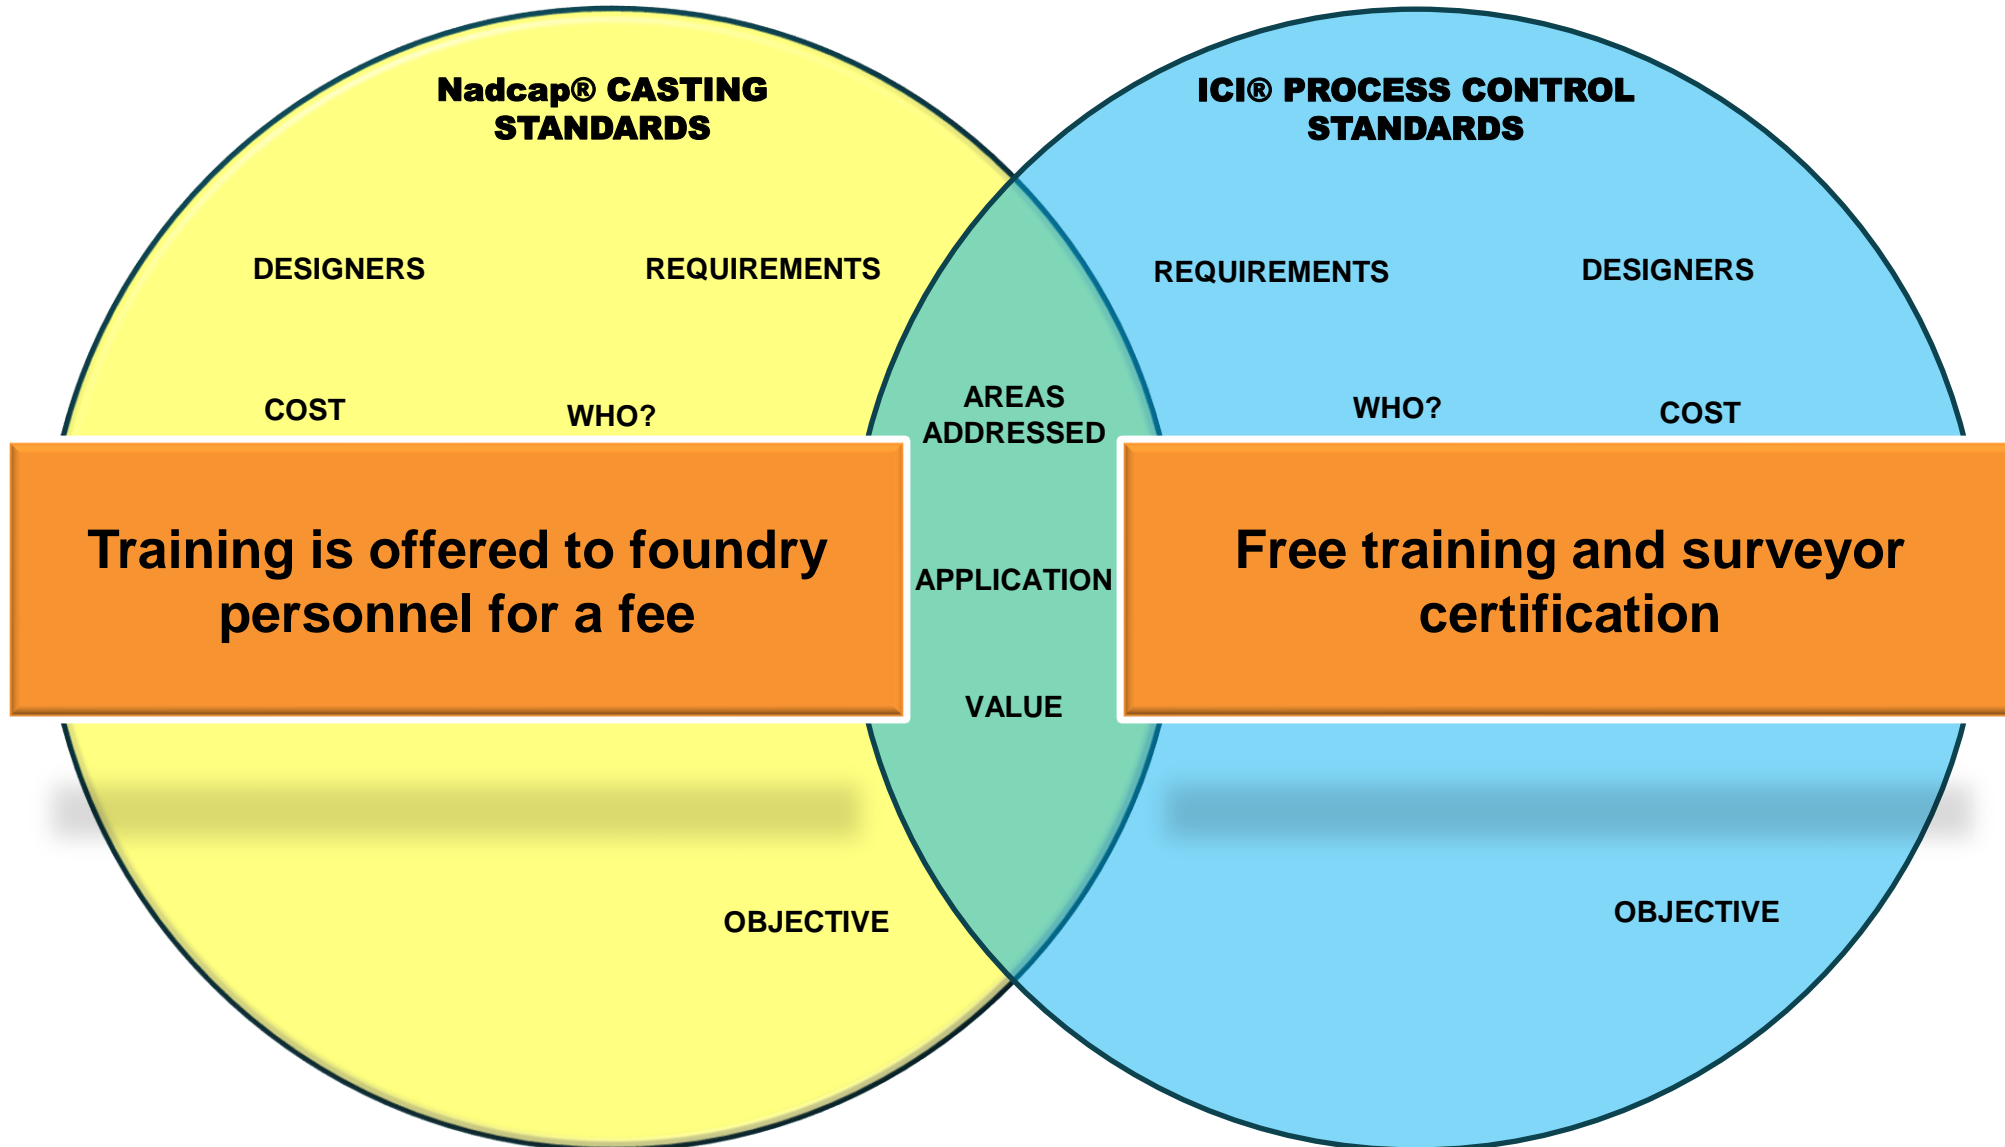 Nadcap® CASTING
STANDARDS
DESIGNERS
REQUIREMENTS
COST
WHO?
Training is offered to foundry
personnel for a fee
OBJECTIVE
AREAS
ADDRESSED
APPLICATION
VALUE
ICI® PROCESS CONTROL
STANDARDS
REQUIREMENTS
DESIGNERS
WHO?
COST
Free training and surveyor
certification
OBJECTIVE